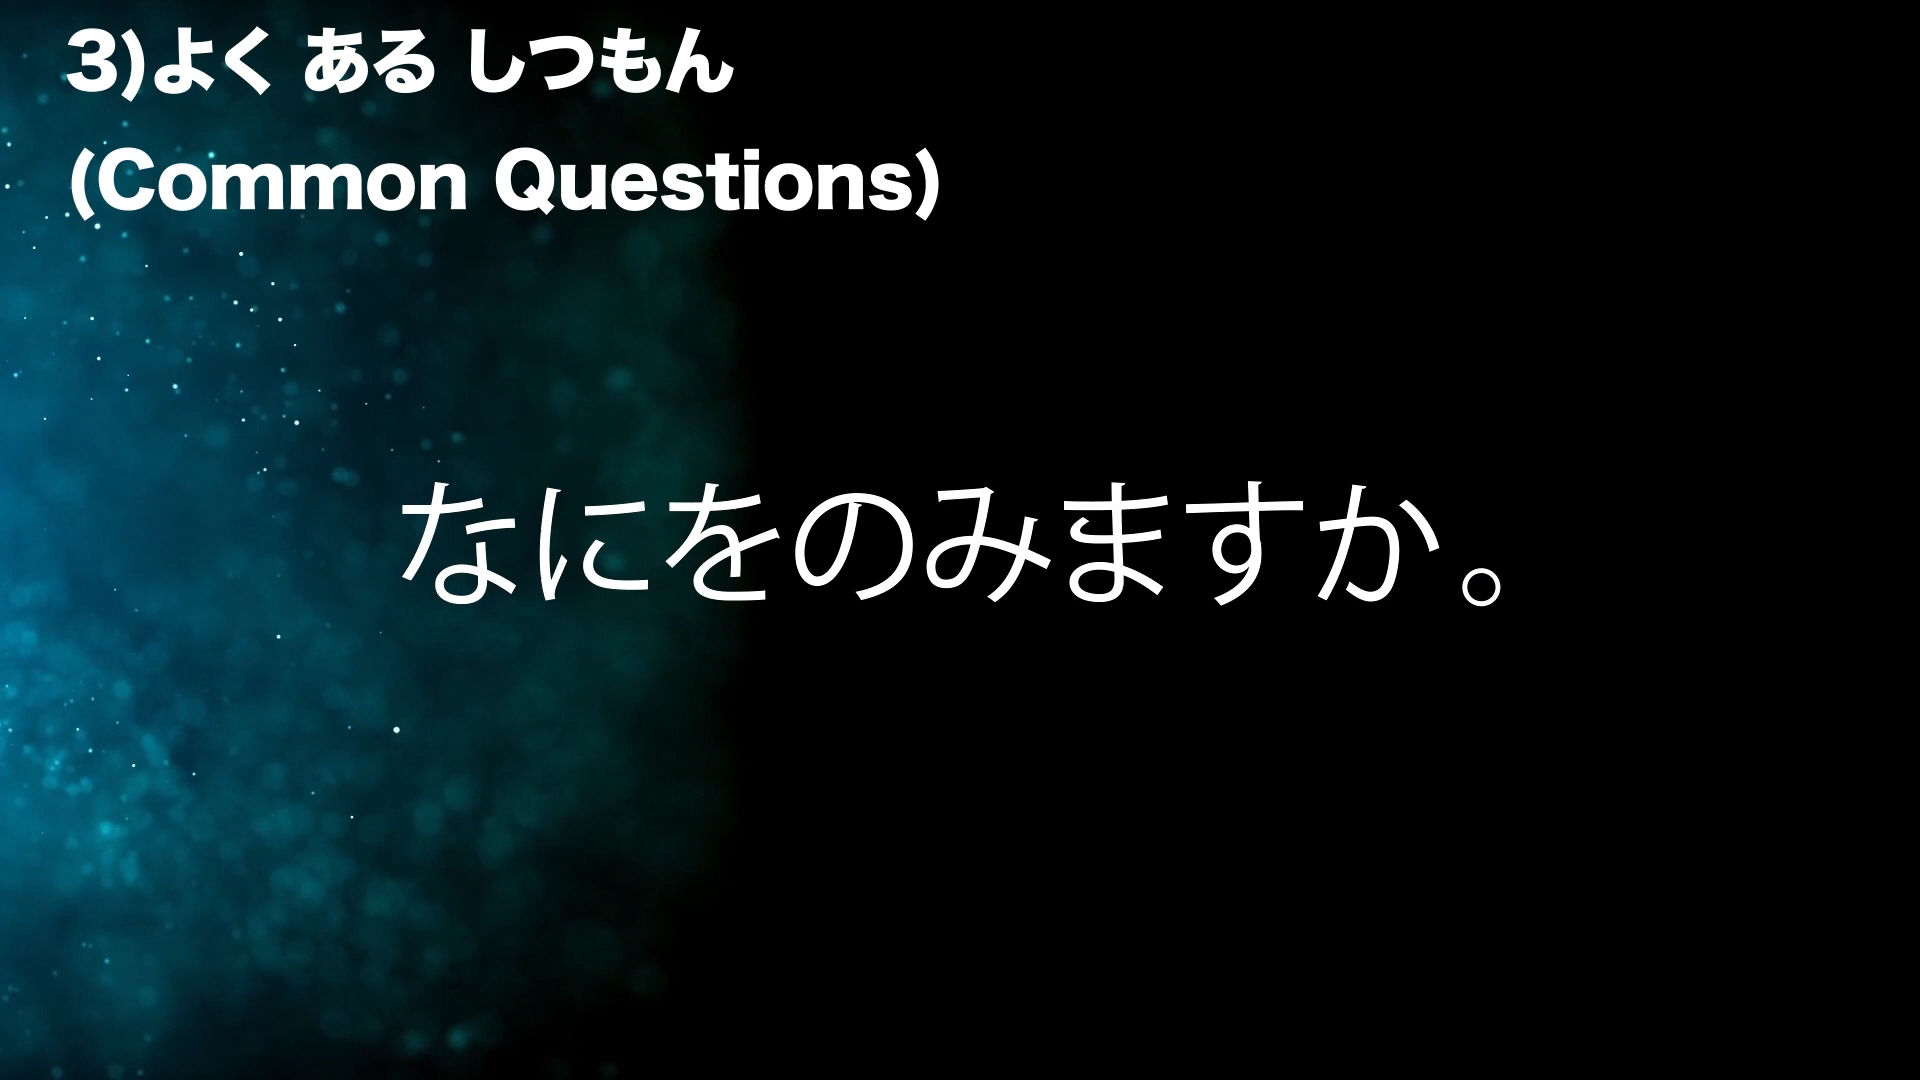 3)よく ある しつもん
(Common Questions)
なにをのみますか。